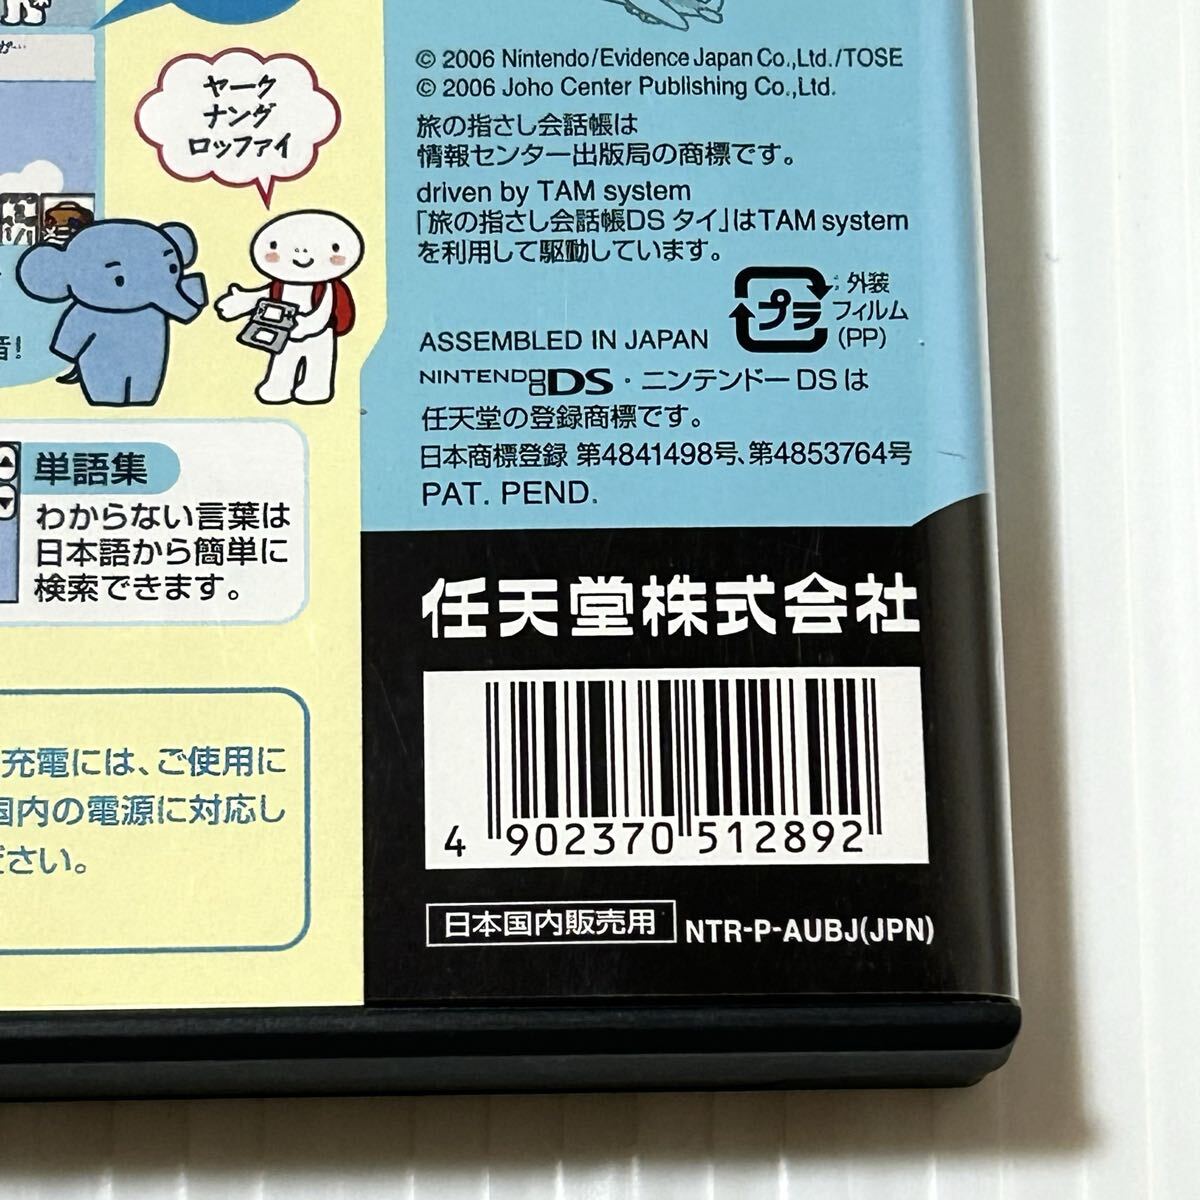 ヤーク
ナング
ロッファイ
音!
単語集
わからない言葉は
日本語から簡単に
検索できます。
充電には、ご使用に
国内の電源に対応し
ださい。
© 2006 Nintendo/Evidence Japan Co.,Ltd./TOSE
© 2006 Joho Center Publishing Co.,Ltd.
旅の指さし会話帳は
情報センター出版局の商標です。
driven by TAM system
「旅の指さし会話帳DS タイ」はTAM system
を利用して駆動しています。
プラ
外装
フィルム
(PP)
ASSEMBLED IN JAPAN
NINTENDO DS・ニンテンドーDSは
任天堂の登録商標です。
日本商標登録 第4841498号、第4853764号
PAT. PEND.
任天堂株式会社
4 902370 512892
日本国内販売用 NTR-P-AUBJ(JPN)